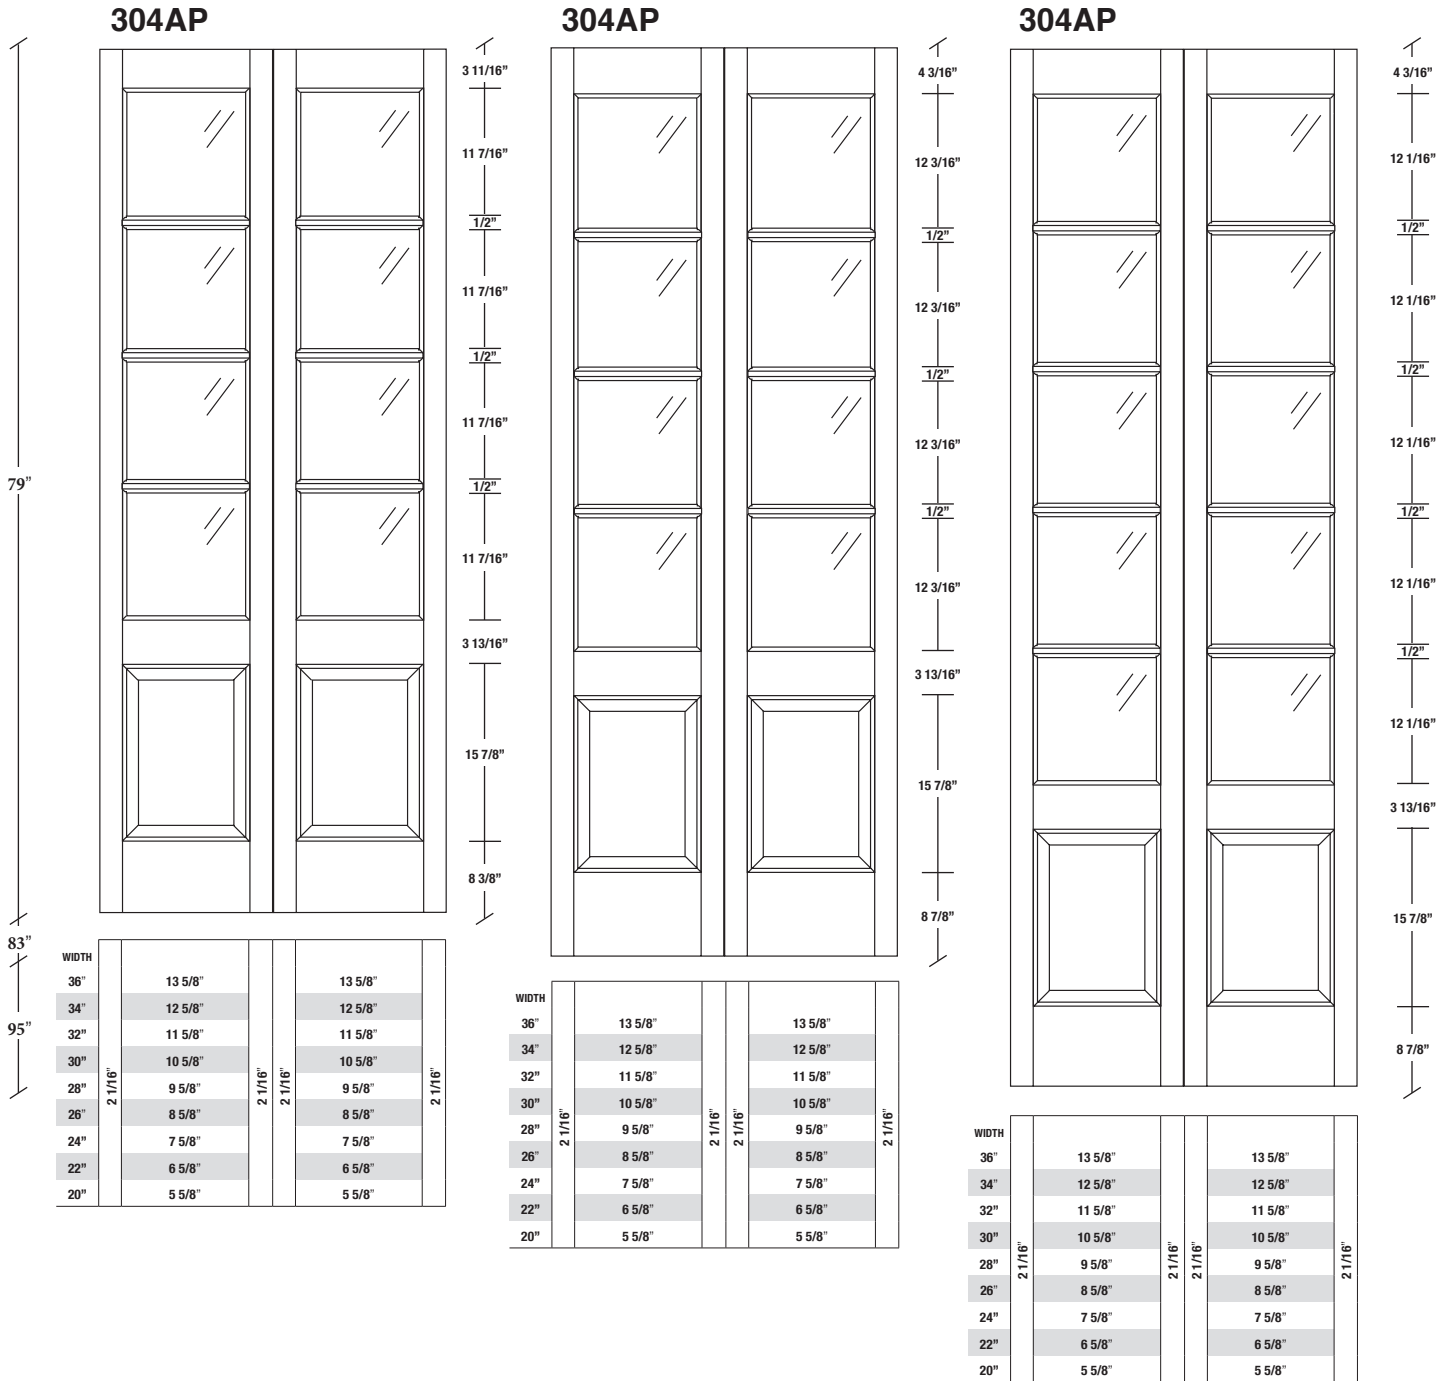 304AP
304AP
304AP
79”
83”
95”
3 11/16”
11 7/16”
1/2”
11 7/16”
1/2”
11 7/16”
1/2”
11 7/16”
3 13/16”
15 7/8”
8 3/8”
4 3/16”
12 3/16”
1/2”
12 3/16”
1/2”
12 3/16”
1/2”
12 3/16”
3 13/16”
15 7/8”
8 7/8”
4 3/16”
12 1/16”
1/2”
12 1/16”
1/2”
12 1/16”
1/2”
12 1/16”
1/2”
12 1/16”
3 13/16”
15 7/8”
8 7/8”
WIDTH
36” 13 5/8” 13 5/8”
34” 12 5/8” 12 5/8”
32” 11 5/8” 11 5/8”
30” 10 5/8” 10 5/8”
28” 9 5/8” 9 5/8”
26” 8 5/8” 8 5/8”
24” 7 5/8” 7 5/8”
22” 6 5/8” 6 5/8”
20” 5 5/8” 5 5/8”
2 1/16”
2 1/16”
2 1/16”
2 1/16”
WIDTH
36” 13 5/8” 13 5/8”
34” 12 5/8” 12 5/8”
32” 11 5/8” 11 5/8”
30” 10 5/8” 10 5/8”
28” 9 5/8” 9 5/8”
26” 8 5/8” 8 5/8”
24” 7 5/8” 7 5/8”
22” 6 5/8” 6 5/8”
20” 5 5/8” 5 5/8”
2 1/16”
2 1/16”
2 1/16”
2 1/16”
WIDTH
36” 13 5/8” 13 5/8”
34” 12 5/8” 12 5/8”
32” 11 5/8” 11 5/8”
30” 10 5/8” 10 5/8”
28” 9 5/8” 9 5/8”
26” 8 5/8” 8 5/8”
24” 7 5/8” 7 5/8”
22” 6 5/8” 6 5/8”
20” 5 5/8” 5 5/8”
2 1/16”
2 1/16”
2 1/16”
2 1/16”